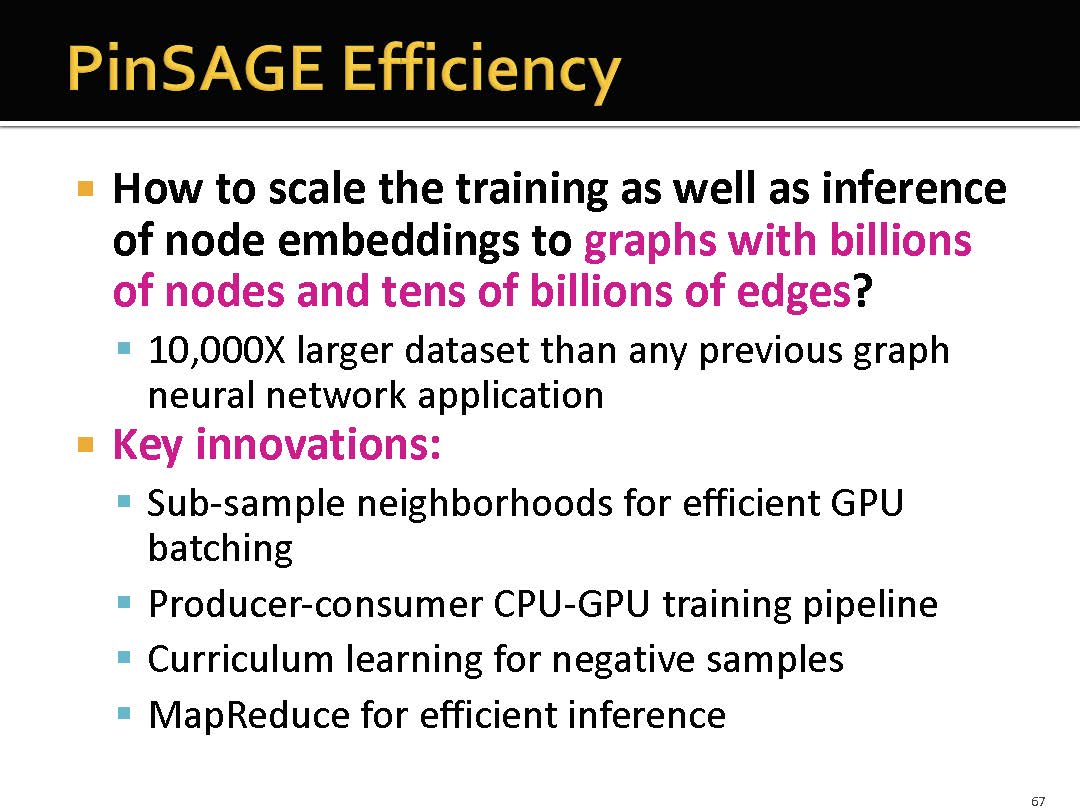 PinSAGE Efficiency
How to scale the training as well as inference
of node embeddings to graphs with billions
of nodes and tens of billions of edges?
10,000X larger dataset than any previous graph
neural network application
Key innovations:
Sub-sample neighborhoods for efficient GPU
batching
Producer-consumer CPU-GPU training pipeline
Curriculum learning for negative samples
MapReduce for efficient inference
67